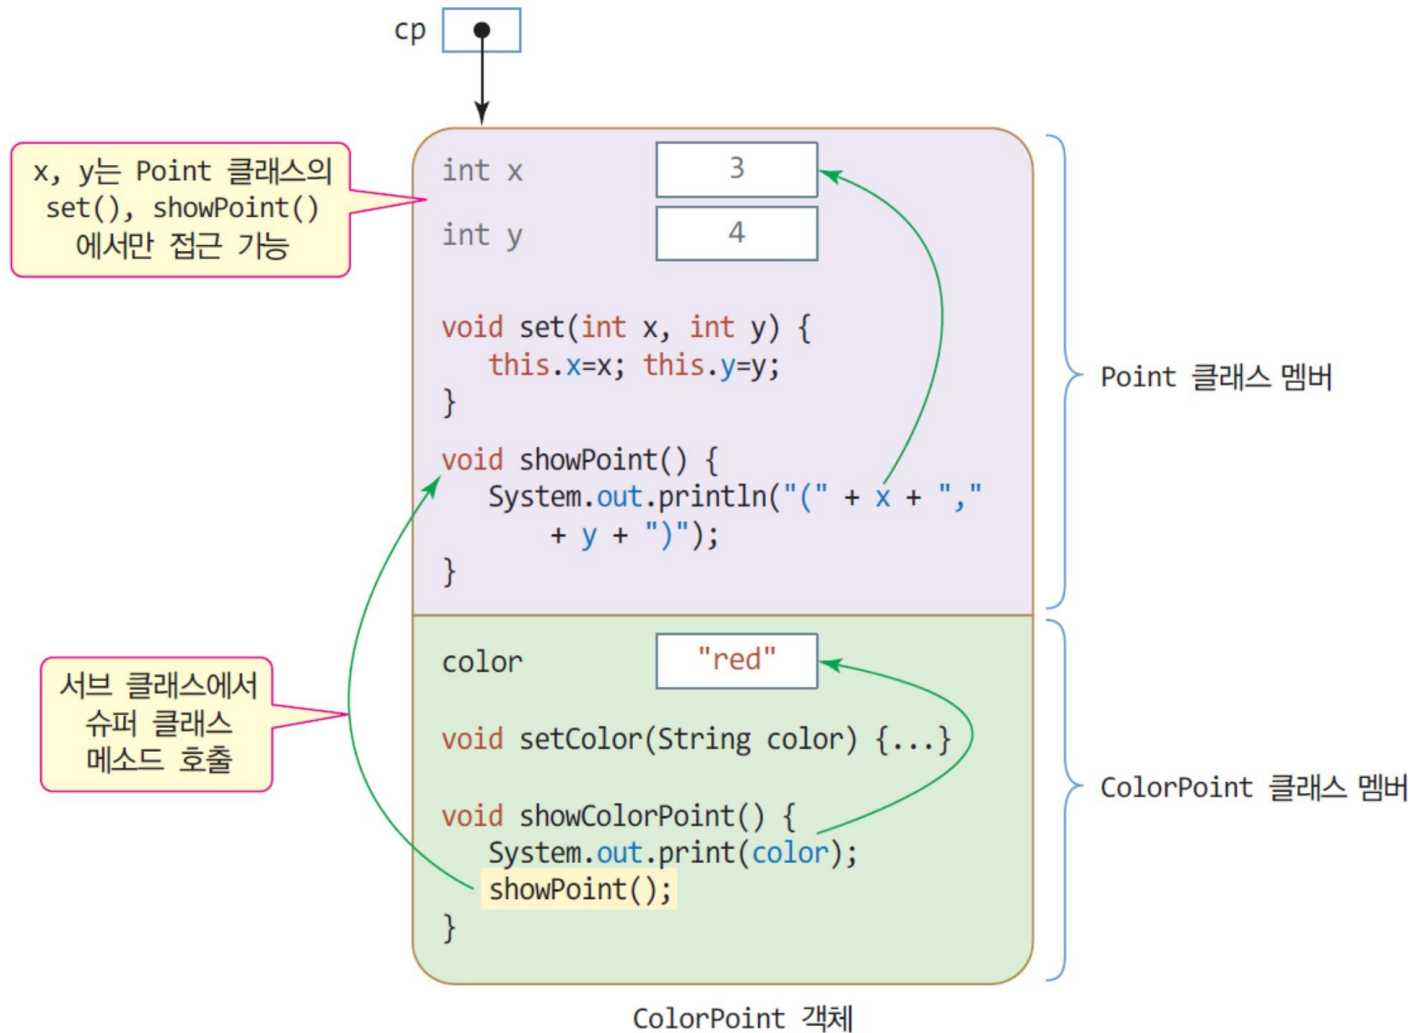 cp
x, y는 Point 클래스의
set(), showPoint()
에서만 접근 가능
int x
3
int y
4
void set(int x, int y) {
this.x=x; this.y=y;
}
void showPoint() {
System.out.println("(" + x + ","
+ y + ")");
}
Point 클래스 멤버
서브 클래스에서
슈퍼 클래스
메소드 호출
color
"red"
void setColor(String color) {...}
void showColorPoint() {
System.out.print(color);
showPoint();
}
ColorPoint 클래스 멤버
ColorPoint 객체